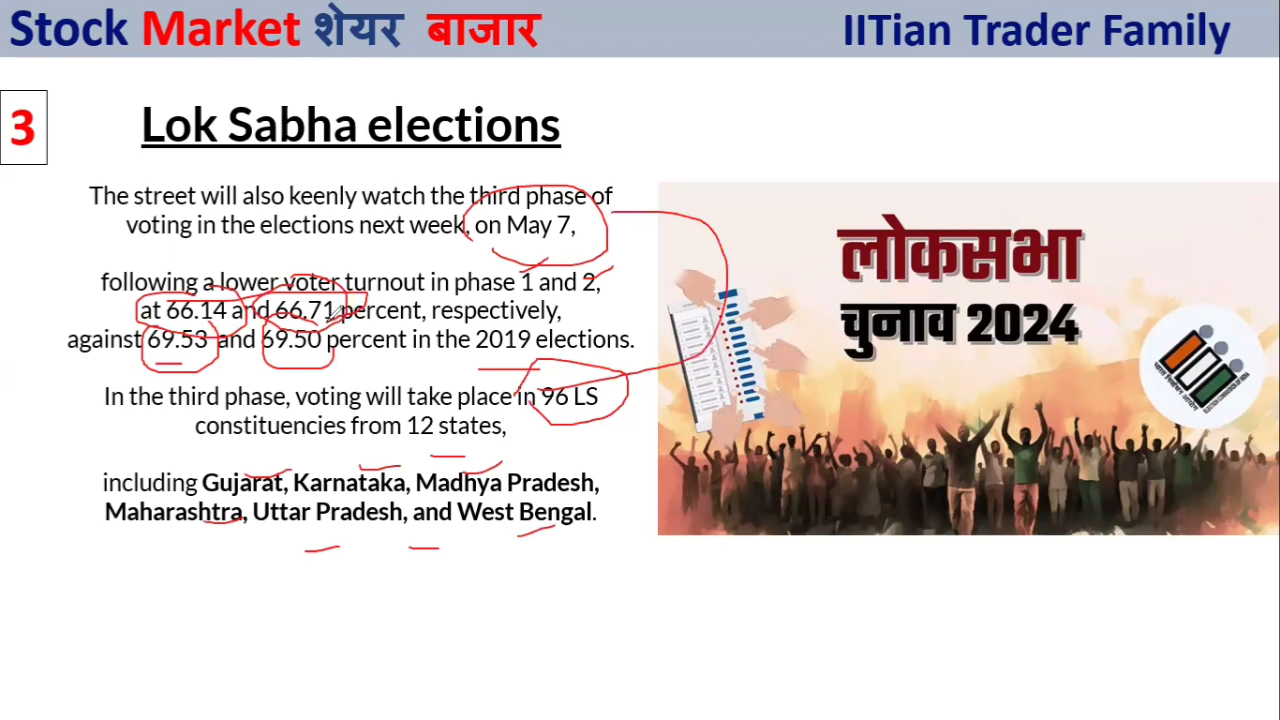 Stock Market शेयर बाजार
IITian Trader Family
3
Lok Sabha elections
The street will also keenly watch the third phase of
voting in the elections next week, on May 7,
following a lower voter turnout in phase 1 and 2,
at 66.14 and 66.71 percent, respectively,
against 69.53 and 69.50 percent in the 2019 elections.
In the third phase, voting will take place in 96 LS
constituencies from 12 states,
including Gujarat, Karnataka, Madhya Pradesh,
Maharashtra, Uttar Pradesh, and West Bengal.
लोकसभा
चुनाव 2024